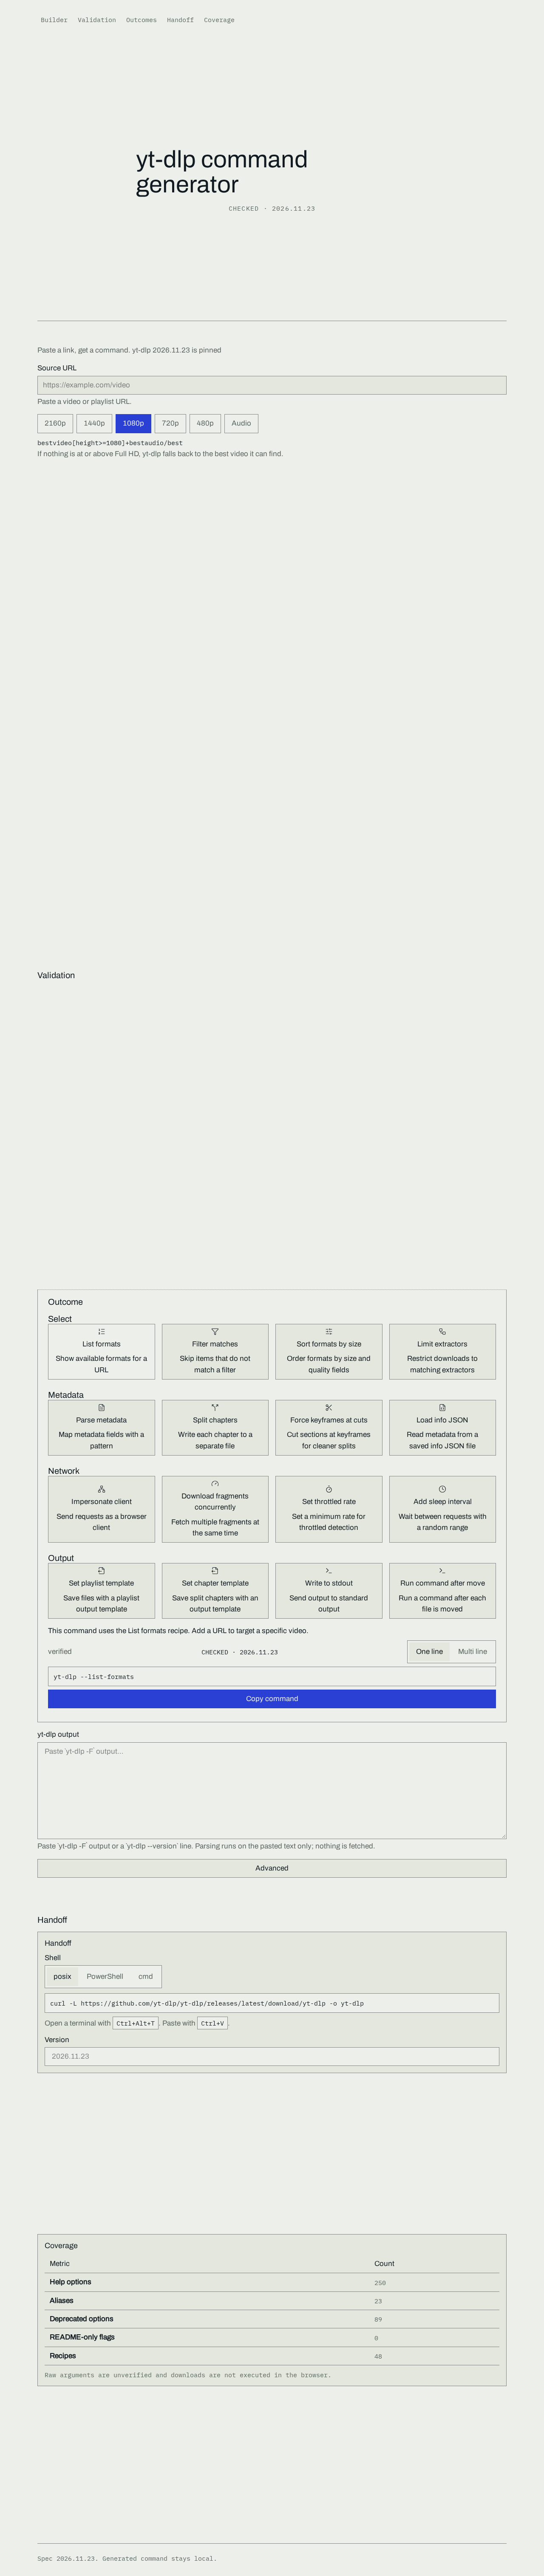 Builder Validation Outcomes Handoff Coverage
yt-dlp command
generator
CHECKED · 2026.11.23
Paste a link, get a command. yt-dlp 2026.11.23 is pinned
Source URL
https://example.com/video
Paste a video or playlist URL.
2160p 1440p 1080p 720p 480p Audio
bestvideo[height>=1080]+bestaudio/best
If nothing is at or above Full HD, yt-dlp falls back to the best video it can find.
Validation
Outcome
Select
List formats
Show available formats for a
URL
Filter matches
Skip items that do not
match a filter
Sort formats by size
Order formats by size and
quality fields
Limit extractors
Restrict downloads to
matching extractors
Metadata
Parse metadata
Map metadata fields with a
pattern
Split chapters
Write each chapter to a
separate file
Force keyframes at cuts
Cut sections at keyframes
for cleaner splits
Load info JSON
Read metadata from a
saved info JSON file
Network
Impersonate client
Send requests as a browser
client
Download fragments
concurrently
Fetch multiple fragments at
the same time
Set throttled rate
Set a minimum rate for
throttled detection
Add sleep interval
Wait between requests with
a random range
Output
Set playlist template
Save files with a playlist
output template
Set chapter template
Save split chapters with an
output template
Write to stdout
Send output to standard
output
Run command after move
Run a command after each
file is moved
This command uses the List formats recipe. Add a URL to target a specific video.
verified CHECKED · 2026.11.23 One line Multi line
yt-dlp --list-formats
Copy command
yt-dlp output
Paste `yt-dlp -F` output...
Paste `yt-dlp -F` output or a `yt-dlp --version` line. Parsing runs on the pasted text only; nothing is fetched.
Advanced
Handoff
Handoff
Shell
posix PowerShell cmd
curl -L https://github.com/yt-dlp/yt-dlp/releases/latest/download/yt-dlp -o yt-dlp
Open a terminal with Ctrl+Alt+T. Paste with Ctrl+V.
Version
2026.11.23
Coverage
Metric Count
Help options 250
Aliases 23
Deprecated options 89
README-only flags 0
Recipes 48
Raw arguments are unverified and downloads are not executed in the browser.
Spec 2026.11.23. Generated command stays local.